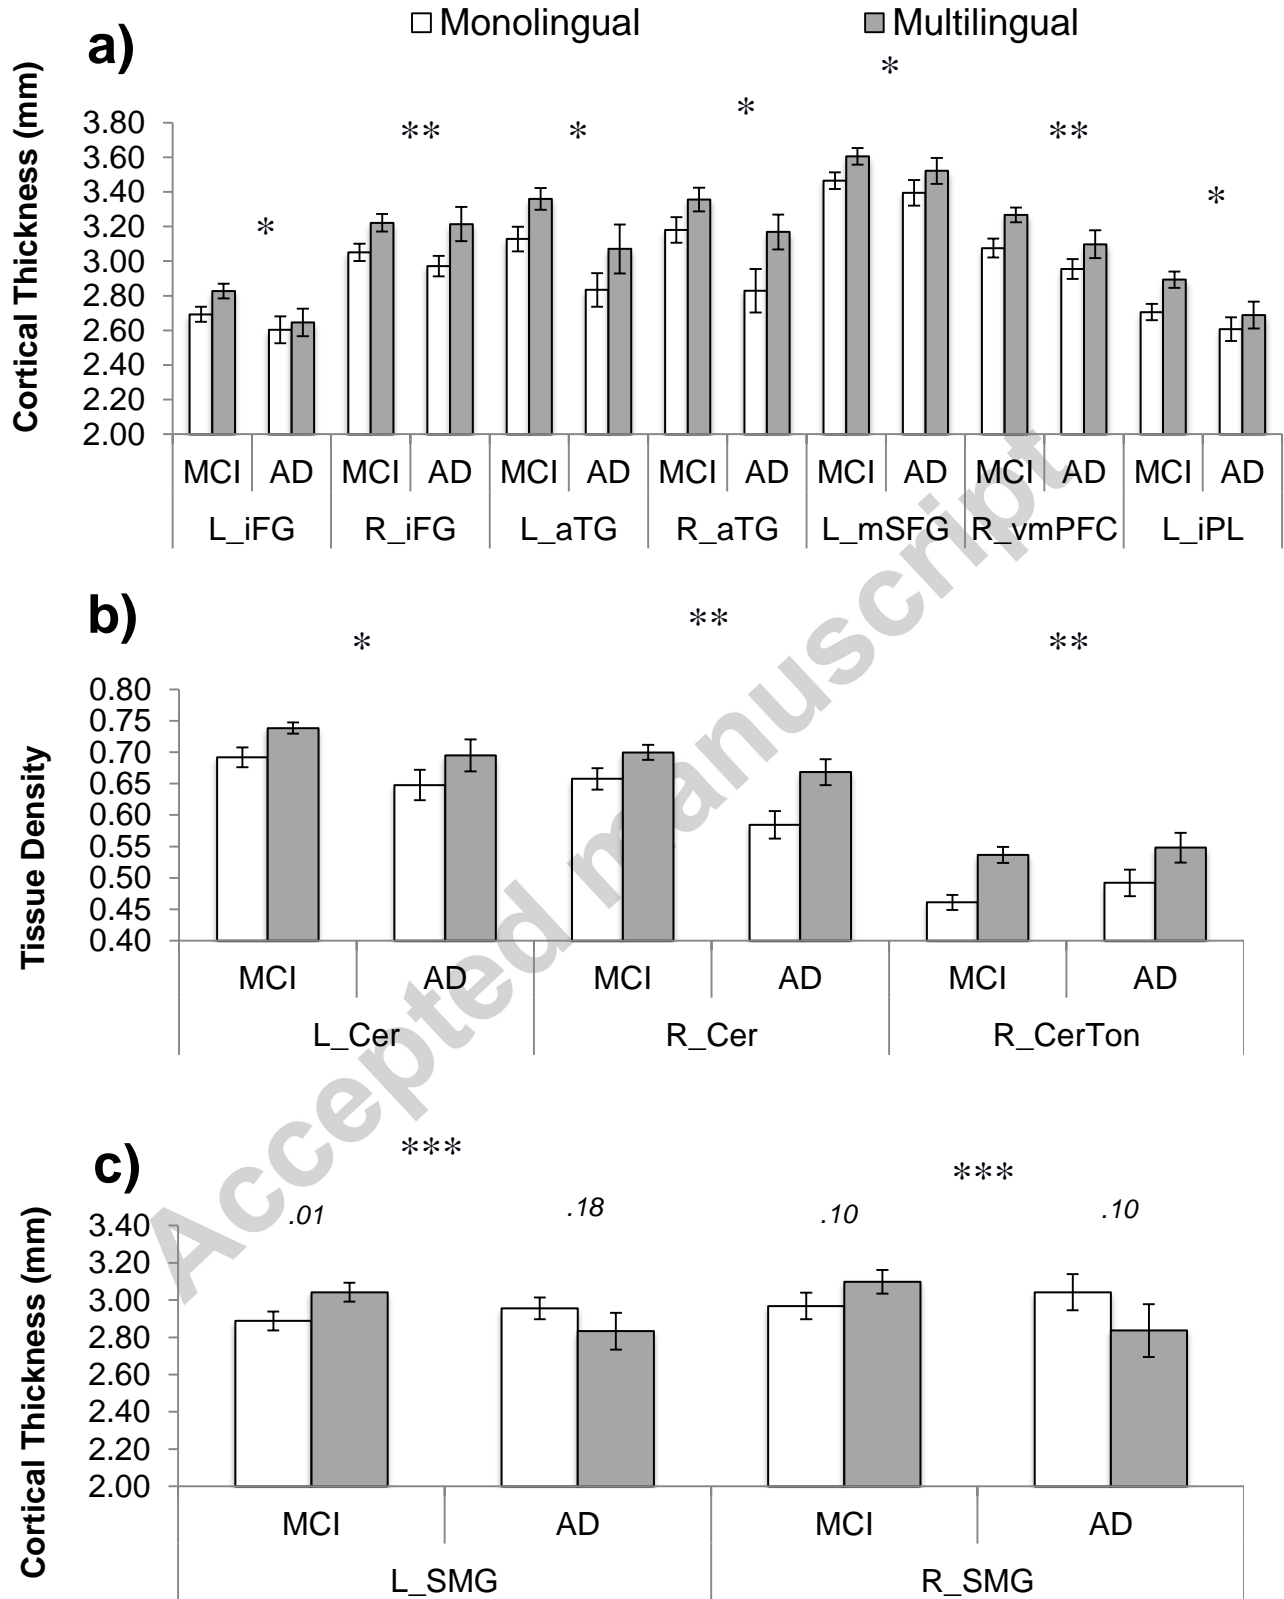 Monolingual Multilingual
a)
Cortical Thickness (mm)
* ** * * * ** *
3.80
3.60
3.40
3.20
3.00
2.80
2.60
2.40
2.20
2.00
MCI AD MCI AD MCI AD MCI AD MCI AD MCI AD MCI AD
L_iFG R_iFG L_aTG R_aTG L_mSFG R_vmPFC L_iPL
b)
Tissue Density
* ** **
0.80
0.75
0.70
0.65
0.60
0.55
0.50
0.45
0.40
MCI AD MCI AD MCI AD
L_Cer R_Cer R_CerTon
c)
Cortical Thickness (mm)
*** ***
.01 .18 .10 .10
3.40
3.20
3.00
2.80
2.60
2.40
2.20
2.00
MCI AD MCI AD
L_SMG R_SMG
Accepted manuscript